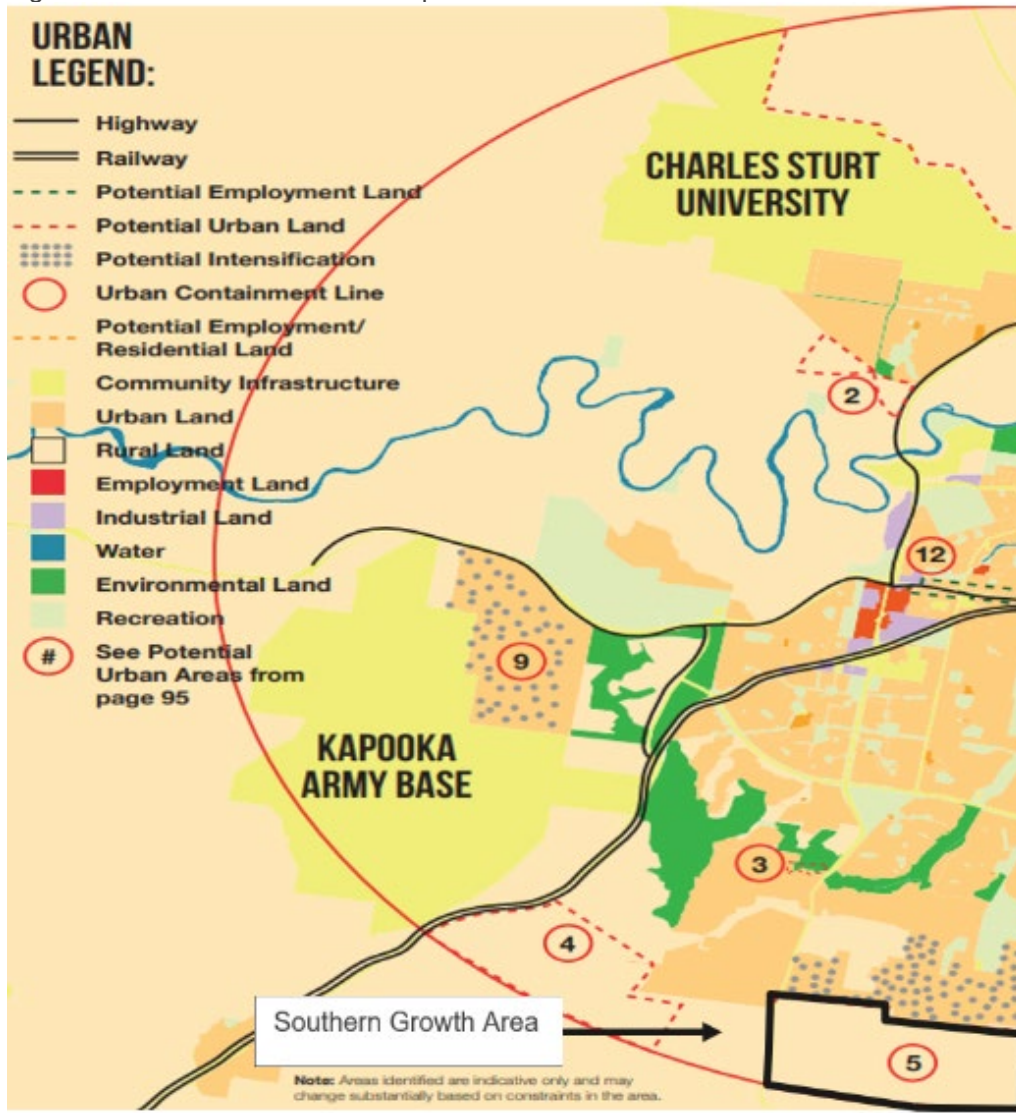 URBAN
LEGEND:
Highway
Railway
Potential Employment Land
Potential Urban Land
Potential Intensification
Urban Containment Line
Potential Employment/
Residential Land
Community Infrastructure
Urban Land
Rural Land
Employment Land
Industrial Land
Water
Environmental Land
Recreation
# See Potential
Urban Areas from
page 95
CHARLES STURT
UNIVERSITY
2
12
9
KAPOOKA
ARMY BASE
3
4
Southern Growth Area
5
Note: Areas identified are indicative only and may
change substantially based on constraints in the area.